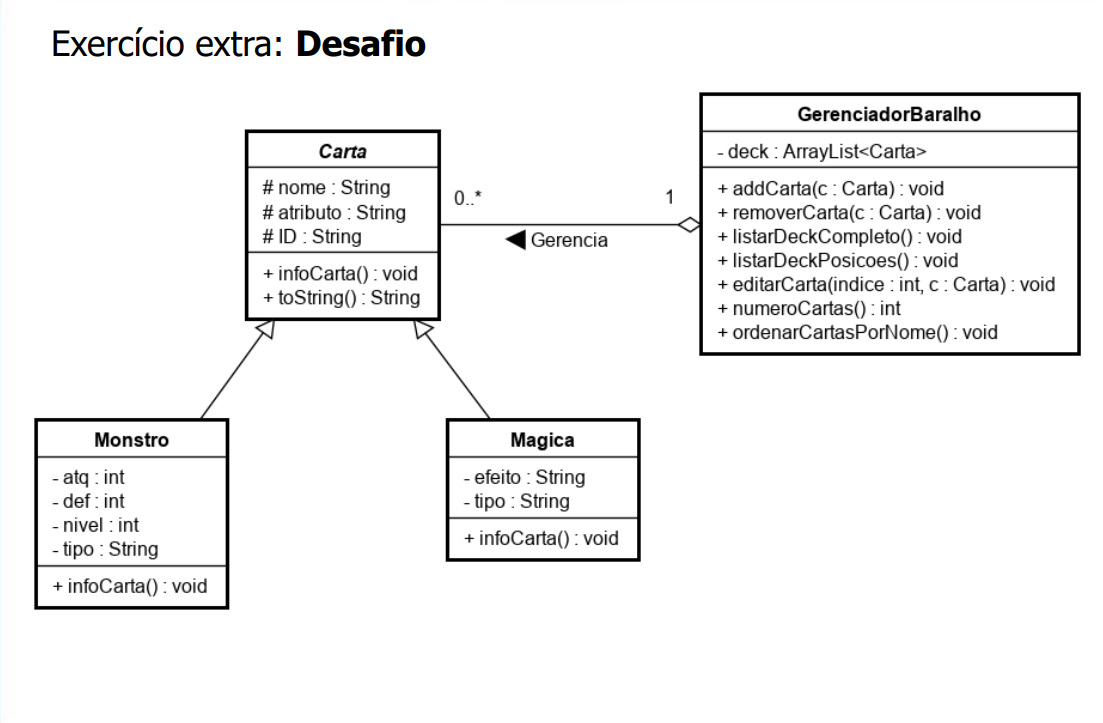 Exercício extra: Desafio
Carta
# nome : String
# atributo : String
# ID : String
+ infoCarta() : void
+ toString() : String
0..*
1
Gerencia
GerenciadorBaralho
- deck : ArrayList<Carta>
+ addCarta(c : Carta) : void
+ removerCarta(c : Carta) : void
+ listarDeckCompleto() : void
+ listarDeckPosicoes() : void
+ editarCarta(indice : int, c : Carta) : void
+ numeroCartas() : int
+ ordenarCartasPorNome() : void
Monstro
- atq : int
- def : int
- nivel : int
- tipo : String
+ infoCarta() : void
Magica
- efeito : String
- tipo : String
+ infoCarta() : void